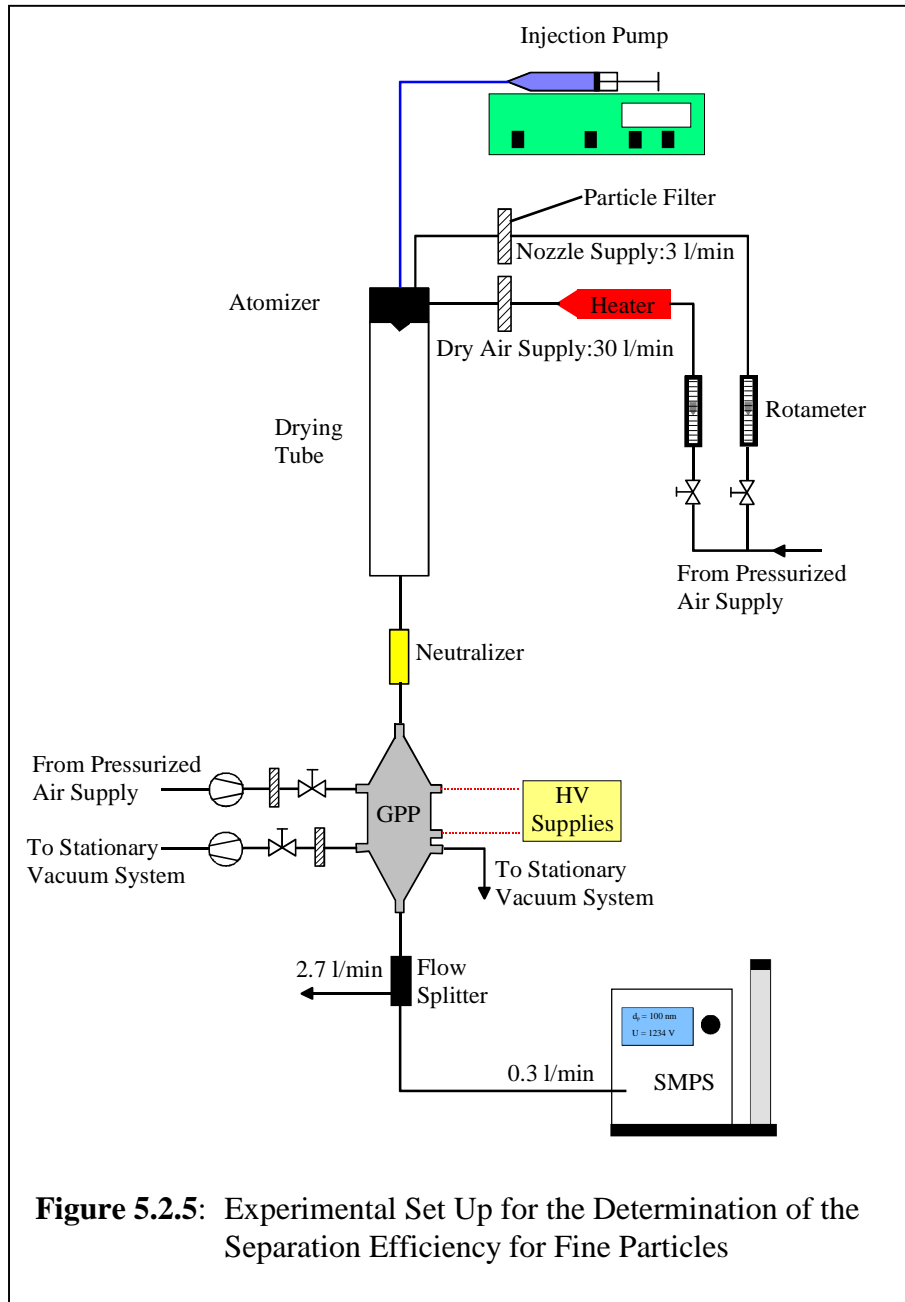 Injection Pump
Particle Filter
Nozzle Supply:3 l/min
Atomizer
Heater
Dry Air Supply:30 l/min
Rotameter
Drying
Tube
From Pressurized
Air Supply
Neutralizer
From Pressurized
Air Supply
GPP
HV
Supplies
To Stationary
Vacuum System
To Stationary
Vacuum System
2.7 l/min
Flow
Splitter
dp = 100 nm
U = 1234 V
0.3 l/min
SMPS
Figure 5.2.5: Experimental Set Up for the Determination of the
Separation Efficiency for Fine Particles